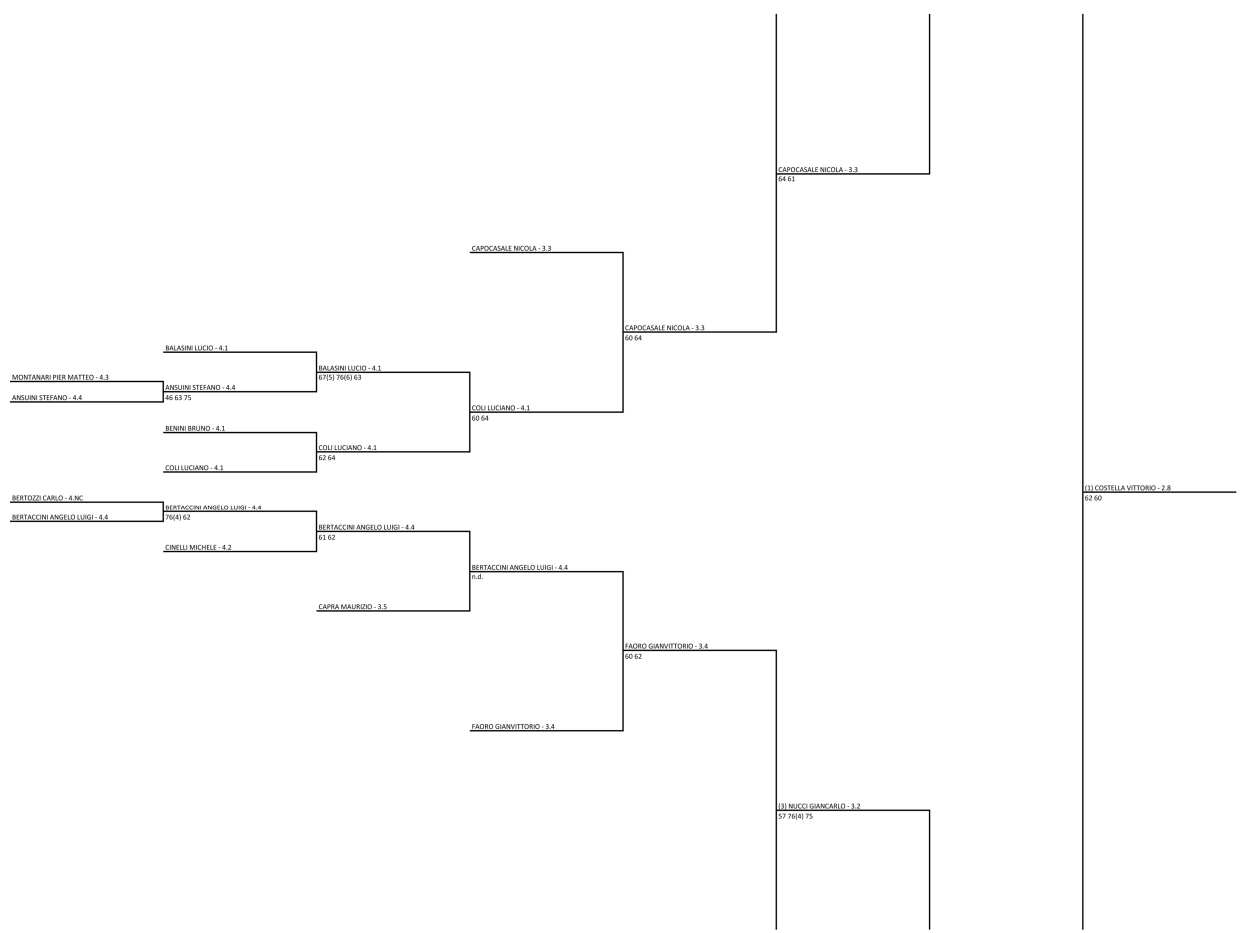 CAPOCASALE NICOLA - 3.3
64 61
CAPOCASALE NICOLA - 3.3
CAPOCASALE NICOLA - 3.3
60 64
BALASINI LUCIO - 4.1
BALASINI LUCIO - 4.1
67(5) 76(6) 63
MONTANARI PIER MATTEO - 4.3
ANSUINI STEFANO - 4.4
46 63 75
ANSUINI STEFANO - 4.4
COLI LUCIANO - 4.1
60 64
BENINI BRUNO - 4.1
COLI LUCIANO - 4.1
62 64
COLI LUCIANO - 4.1
(1) COSTELLA VITTORIO - 2.8
62 60
BERTOZZI CARLO - 4.NC
BERTACCINI ANGELO LUIGI - 4.4
76(4) 62
BERTACCINI ANGELO LUIGI - 4.4
BERTACCINI ANGELO LUIGI - 4.4
61 62
CINELLI MICHELE - 4.2
BERTACCINI ANGELO LUIGI - 4.4
n.d.
CAPRA MAURIZIO - 3.5
FAORO GIANVITTORIO - 3.4
60 62
FAORO GIANVITTORIO - 3.4
(3) NUCCI GIANCARLO - 3.2
57 76(4) 75